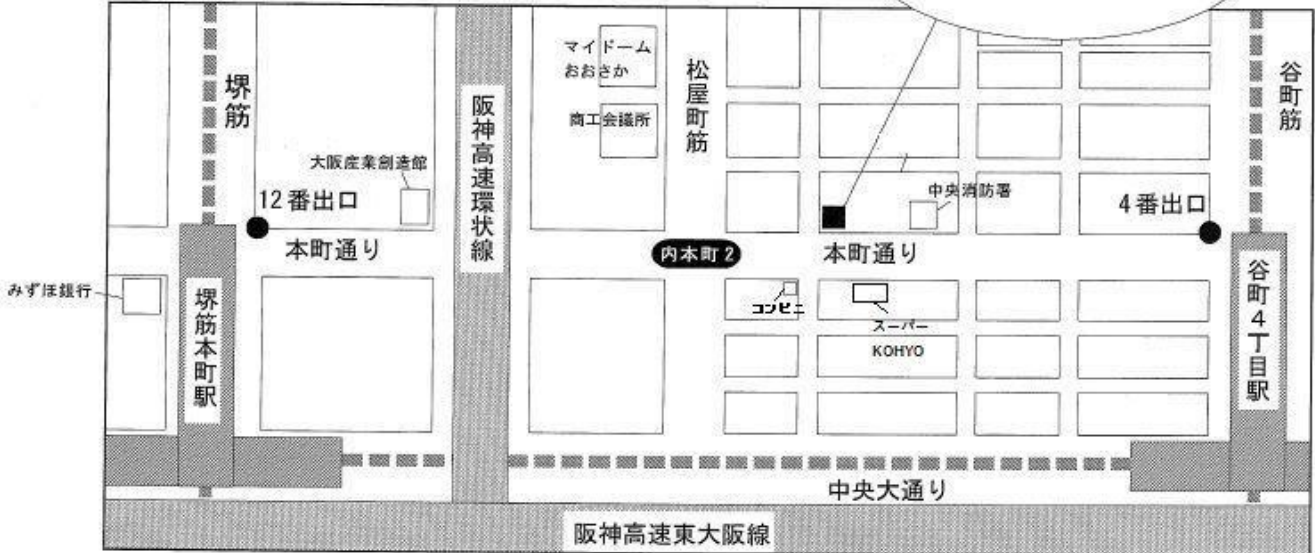 マイドーム
おおさか
商工会議所
堺筋
阪神高速環状線
松屋町筋
谷町筋
大阪産業創造館
中央消防署
12番出口
4番出口
本町通り
内本町2
本町通り
みずほ銀行
堺筋本町駅
コンビニ
スーパー
KOHYO
谷町4丁目駅
中央大通り
阪神高速東大阪線